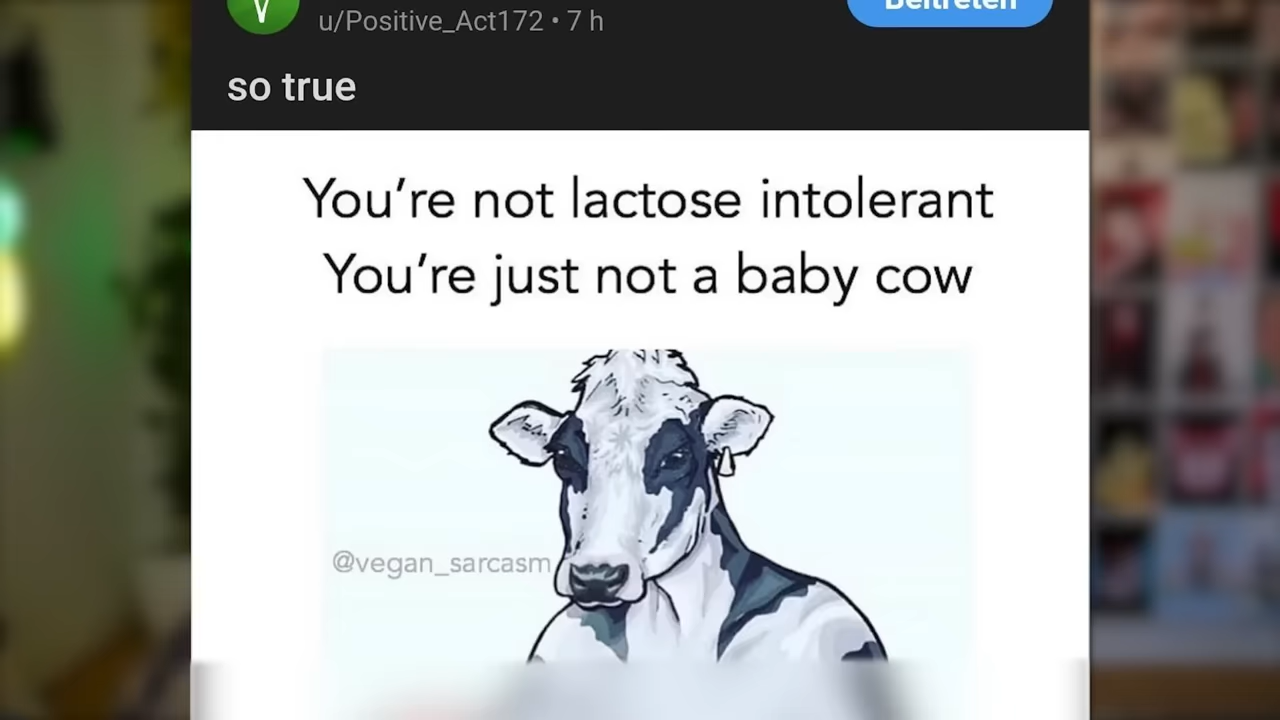 u/Positive_Act172 • 7 h
Beitreten
so true
You're not lactose intolerant
You're just not a baby cow
@vegan_sarcasm